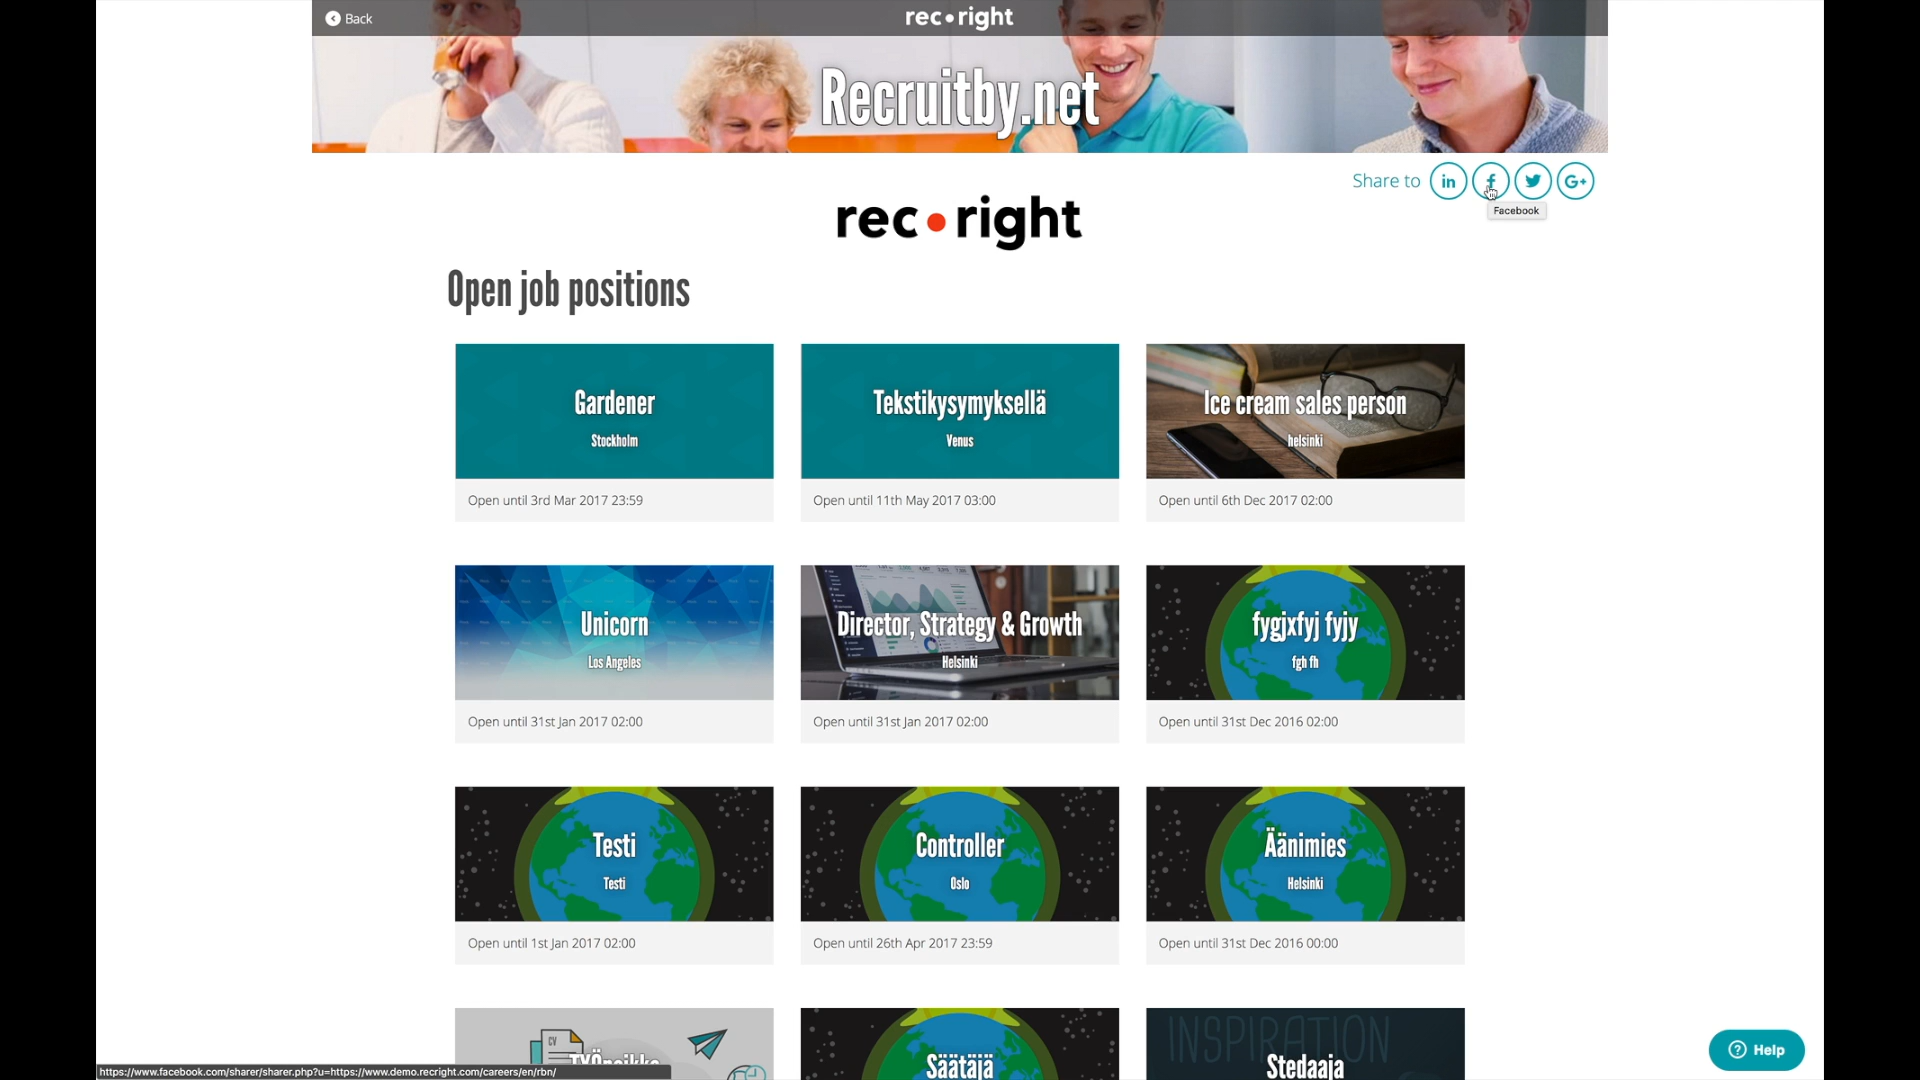 Back
rec•right
Recruitby.net
Share to
in
f
G+
Facebook
rec•right
Open job positions
Gardener
Stockholm
Open until 3rd Mar 2017 23:59
Tekstikysymyksellä
Venus
Open until 11th May 2017 03:00
Ice cream sales person
helsinki
Open until 6th Dec 2017 02:00
Unicorn
Los Angeles
Open until 31st Jan 2017 02:00
Director, Strategy & Growth
Helsinki
Open until 31st Jan 2017 02:00
fygjxfyj fyjy
fgh fh
Open until 31st Dec 2016 02:00
Testi
Testi
Open until 1st Jan 2017 02:00
Controller
Oslo
Open until 26th Apr 2017 23:59
Äänimies
Helsinki
Open until 31st Dec 2016 00:00
CV
TYÖpaikka
Säätäjä
INSPIRATION
Stedaaja
Help
https://www.facebook.com/sharer/sharer.php?u=https://www.demo.recright.com/careers/en/rbn/